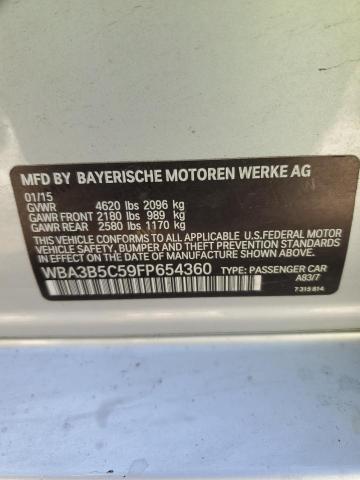 MFD BY BAYERISCHE MOTOREN WERKE AG
01/15
GVWR 4620 lbs 2096 kg
GAWR FRONT 2180 lbs 989 kg
GAWR REAR 2580 lbs 1170 kg
THIS VEHICLE CONFORMS TO ALL APPLICABLE U.S.FEDERAL MOTOR
VEHICLE SAFETY, BUMPER, AND THEFT PREVENTION STANDARDS
IN EFFECT ON THE DATE OF MANUFACTURE SHOWN ABOVE.
WBA3B5C59FP654360 TYPE: PASSENGER CAR
A83/7
7 315 814